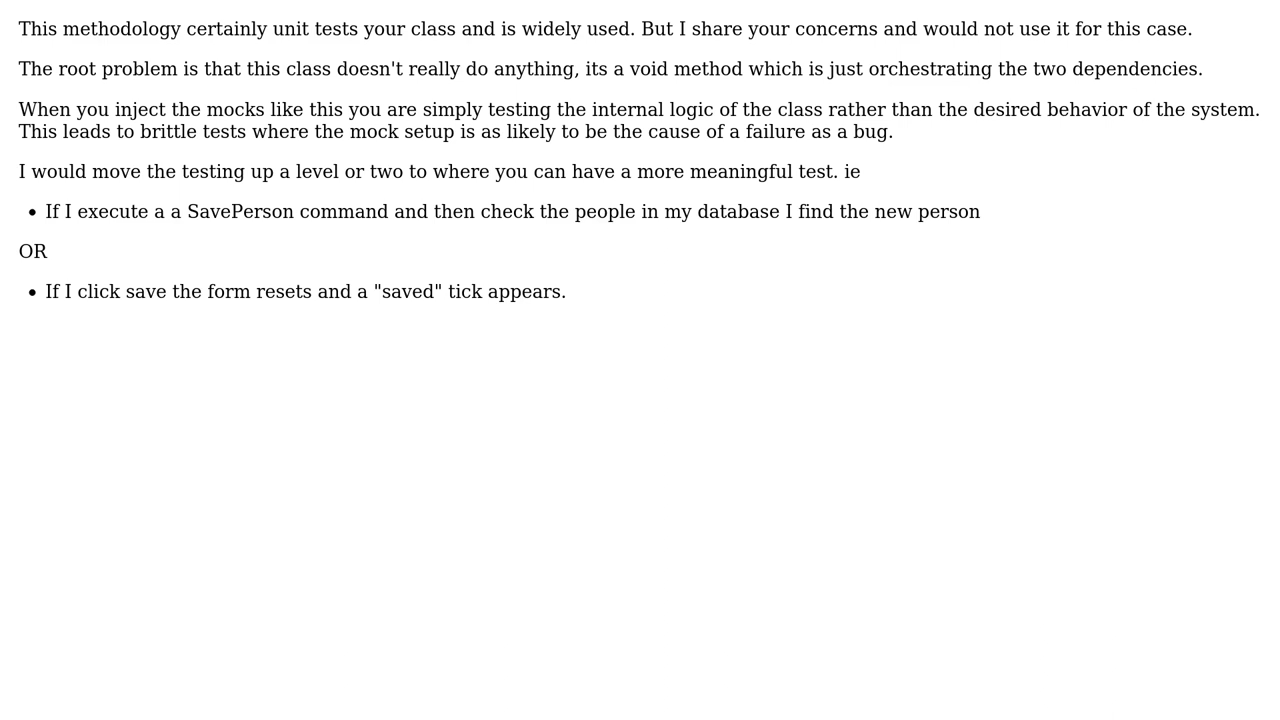 This methodology certainly unit tests your class and is widely used. But I share your concerns and would not use it for this case.
The root problem is that this class doesn't really do anything, its a void method which is just orchestrating the two dependencies.
When you inject the mocks like this you are simply testing the internal logic of the class rather than the desired behavior of the system.
This leads to brittle tests where the mock setup is as likely to be the cause of a failure as a bug.
I would move the testing up a level or two to where you can have a more meaningful test. ie
• If I execute a a SavePerson command and then check the people in my database I find the new person
OR
• If I click save the form resets and a "saved" tick appears.